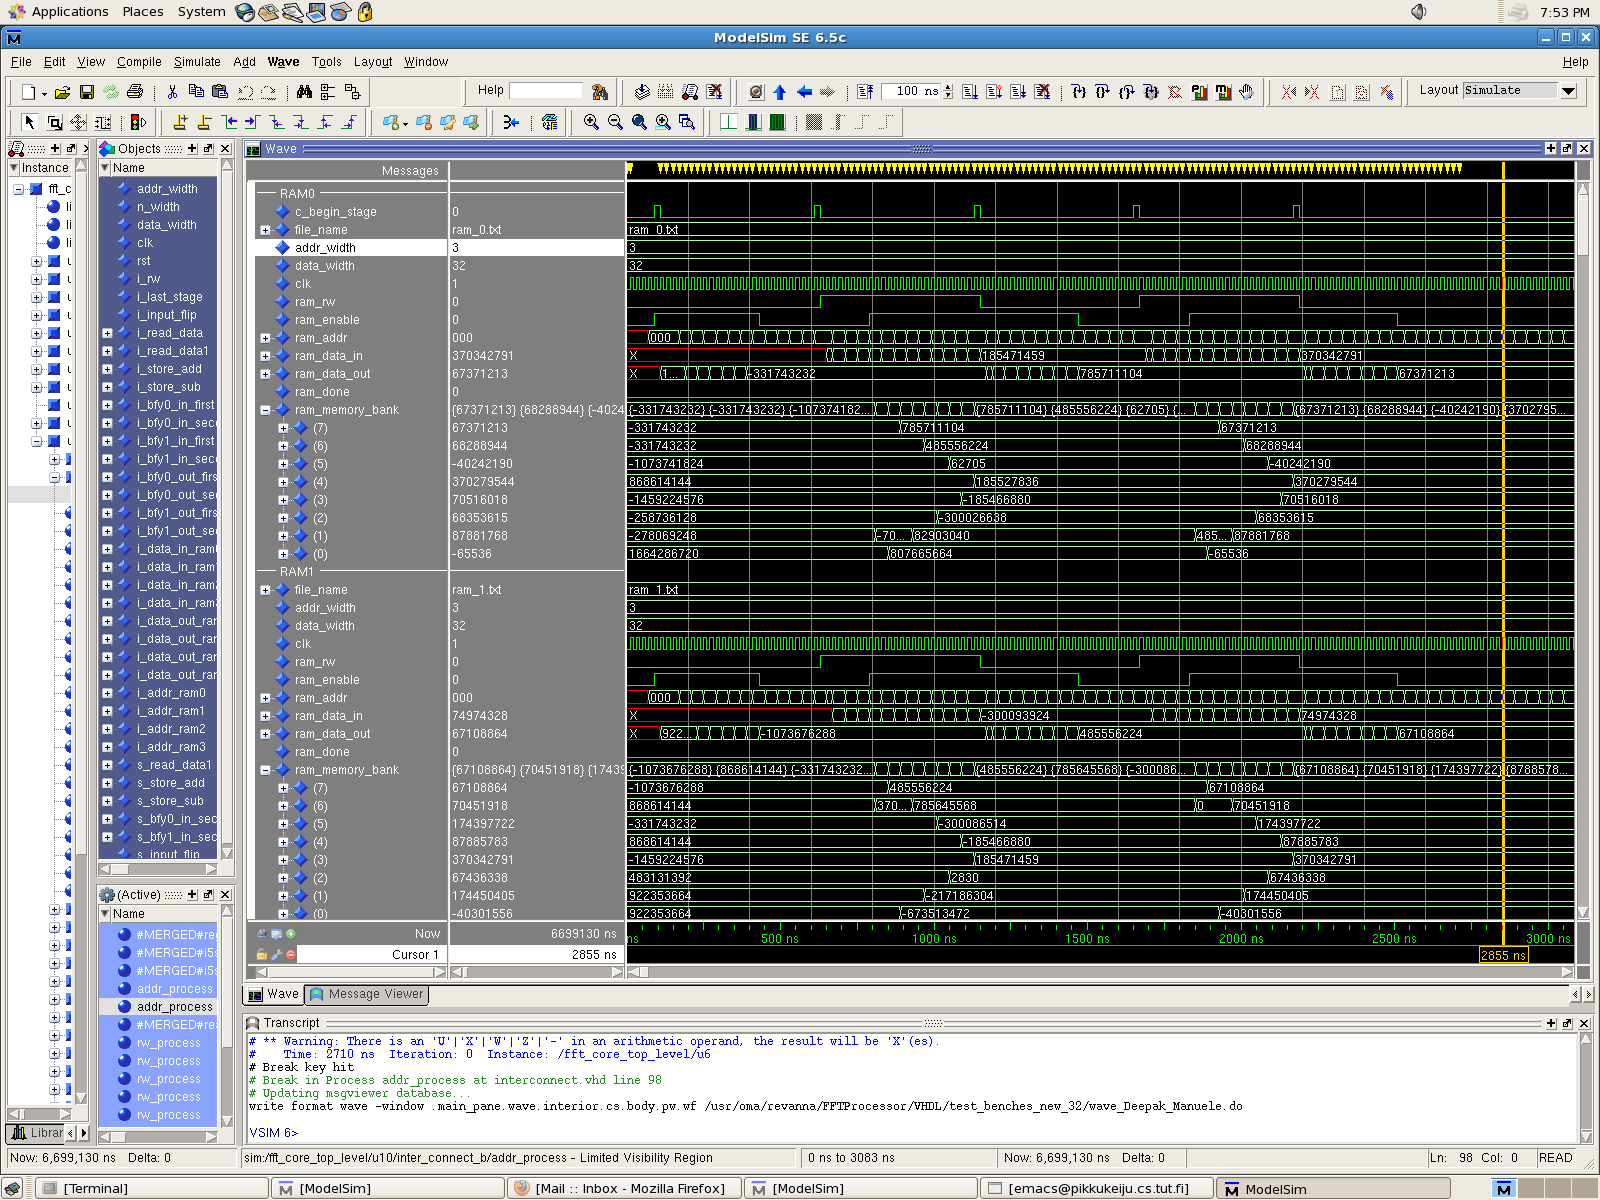 Applications Places System 7:53 PM
ModelSim SE 6.5c
File Edit View Compile Simulate Add Wave Tools Layout Window Help
Help 100 ns Layout Simulate
Instance
fft_c
Objects
Name
addr_width
n_width
data_width
clk
rst
i_rw
i_last_stage
i_input_flip
i_read_data
i_read_data1
i_store_add
i_store_sub
i_bfy0_in_first
i_bfy0_in_seco
i_bfy1_in_first
i_bfy1_in_seco
i_bfy0_out_firs
i_bfy0_out_sec
i_bfy1_out_firs
i_bfy1_out_sec
i_data_in_ram0
i_data_in_ram1
i_data_in_ram2
i_data_in_ram3
i_data_out_rar
i_data_out_rar
i_data_out_rar
i_data_out_rar
i_addr_ram0
i_addr_ram1
i_addr_ram2
i_addr_ram3
s_read_data1
s_store_add
s_store_sub
s_bfy0_in_sec
s_bfy1_in_sec
s_input_flip
(Active)
Name
#MERGED#re
#MERGED#i5s
#MERGED#i5s
addr_process
addr_process
#MERGED#re
rw_process
rw_process
rw_process
rw_process
rw_process
Librar
Wave
Messages
RAM0
c_begin_stage 0
file_name ram_0.txt ram_0.txt
addr_width 3 3
data_width 32 32
clk 1
ram_rw 0
ram_enable 0
ram_addr 000 000
ram_data_in 370342791 X 185471459 370342791
ram_data_out 67371213 X 1... -331743232 785711104 67371213
ram_done 0
ram_memory_bank {67371213} {68288944} {-4024 {-331743232} {-331743232} {-107374182... {785711104} {485556224} {62705} {... {67371213} {68288944} {-40242190} {3702795...
(7) 67371213 -331743232 785711104 67371213
(6) 68288944 -331743232 485556224 68288944
(5) -40242190 -1073741824 62705 -40242190
(4) 370279544 868614144 185527836 370279544
(3) 70516018 -1459224576 -185466880 70516018
(2) 68353615 -258736128 -300026638 68353615
(1) 87881768 -278069248 -70... 82903040 485... 87881768
(0) -65536 1664286720 807665664 -65536
RAM1
file_name ram_1.txt ram_1.txt
addr_width 3 3
data_width 32 32
clk 1
ram_rw 0
ram_enable 0
ram_addr 000 000
ram_data_in 74974328 X -300093924 74974328
ram_data_out 67108864 X 922... -1073676288 485556224 67108864
ram_done 0
ram_memory_bank {67108864} {70451918} {17439 {-1073676288} {868614144} {-331743232... {485556224} {785645568} {-300086... {67108864} {70451918} {174397722} {8788578...
(7) 67108864 -1073676288 485556224 67108864
(6) 70451918 868614144 370... 785645568 0 70451918
(5) 174397722 -331743232 -300086514 174397722
(4) 87885783 868614144 -185466880 87885783
(3) 370342791 -1459224576 185471459 370342791
(2) 67436338 483131392 2830 67436338
(1) 174450405 922353664 -217186304 174450405
(0) -40301556 922353664 -673513472 -40301556
Now 6699130 ns ns 500 ns 1000 ns 1500 ns 2000 ns 2500 ns 3000 ns
Cursor 1 2855 ns 2855 ns
Wave Message Viewer
Transcript
# ** Warning: There is an 'U'|'X'|'W'|'Z'|'-' in an arithmetic operand, the result will be 'X'(es).
# Time: 2710 ns Iteration: 0 Instance: /fft_core_top_level/u6
# Break key hit
# Break in Process addr_process at interconnect.vhd line 98
# Updating msgviewer database...
write format wave -window .main_pane.wave.interior.cs.body.pw.wf /usr/oma/revanna/FFTProcessor/VHDL/test_benches_new_32/wave_Deepak_Manuele.do
VSIM 6>
Now: 6,699,130 ns Delta: 0 sim:/fft_core_top_level/u10/inter_connect_b/addr_process - Limited Visibility Region 0 ns to 3083 ns Now: 6,699,130 ns Delta: 0 Ln: 98 Col: 0 READ
[Terminal] [ModelSim] [Mail :: Inbox - Mozilla Firefox] [ModelSim] [emacs@pikkukeiju.cs.tut.fi] ModelSim